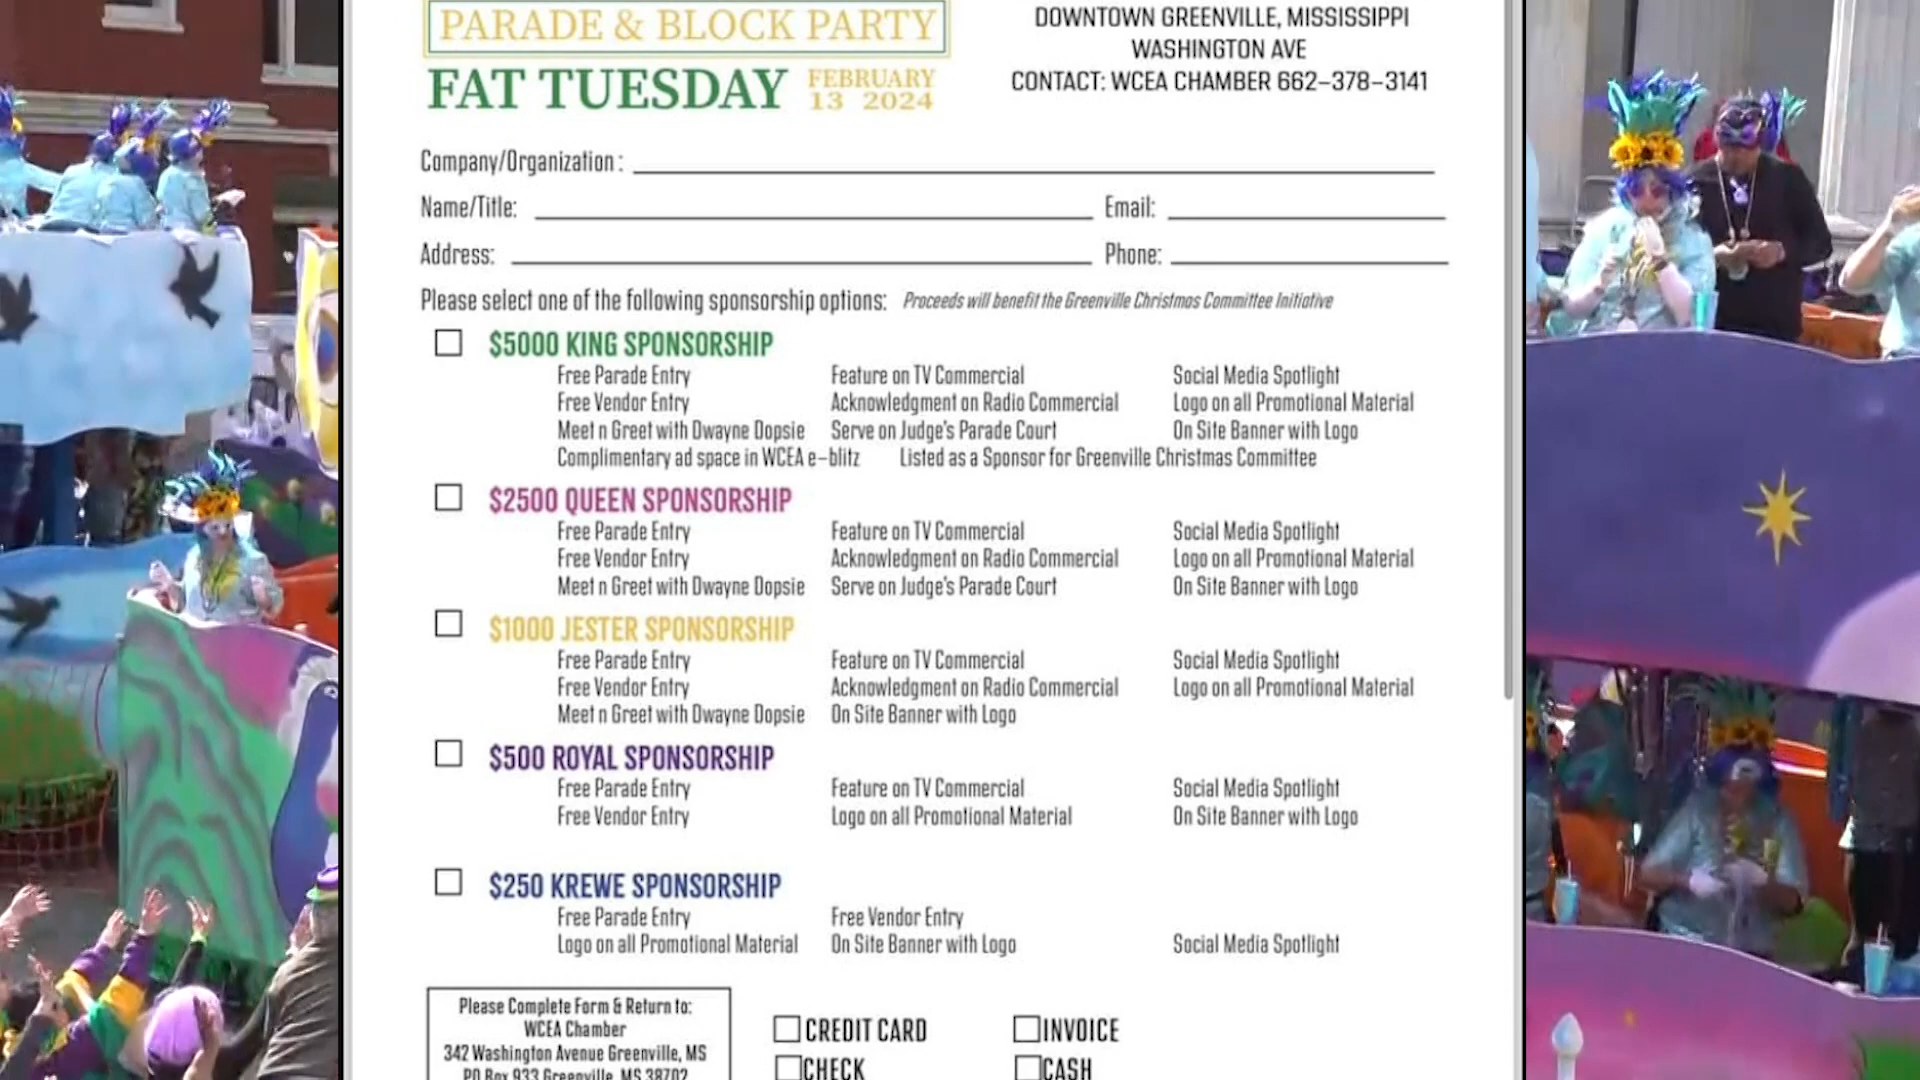 PARADE & BLOCK PARTY
FAT TUESDAY FEBRUARY 13 2024
DOWNTOWN GREENVILLE, MISSISSIPPI
WASHINGTON AVE
CONTACT: WCEA CHAMBER 662-378-3141
Company/Organization :
Name/Title: Email:
Address: Phone:
Please select one of the following sponsorship options: Proceeds will benefit the Greenville Christmas Committee Initiative
$5000 KING SPONSORSHIP
Free Parade Entry Feature on TV Commercial Social Media Spotlight
Free Vendor Entry Acknowledgment on Radio Commercial Logo on all Promotional Material
Meet n Greet with Dwayne Dopsie Serve on Judge's Parade Court On Site Banner with Logo
Complimentary ad space in WCEA e-blitz Listed as a Sponsor for Greenville Christmas Committee
$2500 QUEEN SPONSORSHIP
Free Parade Entry Feature on TV Commercial Social Media Spotlight
Free Vendor Entry Acknowledgment on Radio Commercial Logo on all Promotional Material
Meet n Greet with Dwayne Dopsie Serve on Judge's Parade Court On Site Banner with Logo
$1000 JESTER SPONSORSHIP
Free Parade Entry Feature on TV Commercial Social Media Spotlight
Free Vendor Entry Acknowledgment on Radio Commercial Logo on all Promotional Material
Meet n Greet with Dwayne Dopsie On Site Banner with Logo
$500 ROYAL SPONSORSHIP
Free Parade Entry Feature on TV Commercial Social Media Spotlight
Free Vendor Entry Logo on all Promotional Material On Site Banner with Logo
$250 KREWE SPONSORSHIP
Free Parade Entry Free Vendor Entry
Logo on all Promotional Material On Site Banner with Logo Social Media Spotlight
Please Complete Form & Return to:
WCEA Chamber
342 Washington Avenue Greenville, MS
PO Box 933 Greenville, MS 38702
CREDIT CARD INVOICE
CHECK CASH